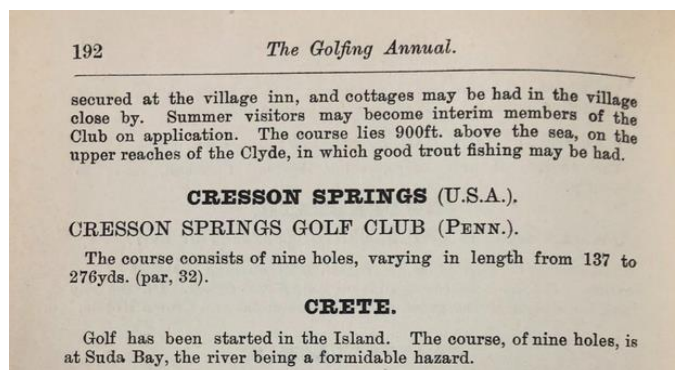 192
The Golfing Annual.
secured at the village inn, and cottages may be had in the village
close by. Summer visitors may become interim members of the
Club on application. The course lies 900ft. above the sea, on the
upper reaches of the Clyde, in which good trout fishing may be had.
CRESSON SPRINGS (U.S.A.).
CRESSON SPRINGS GOLF CLUB (PENN.).
The course consists of nine holes, varying in length from 137 to
276yds. (par, 32).
CRETE.
Golf has been started in the Island. The course, of nine holes, is
at Suda Bay, the river being a formidable hazard.